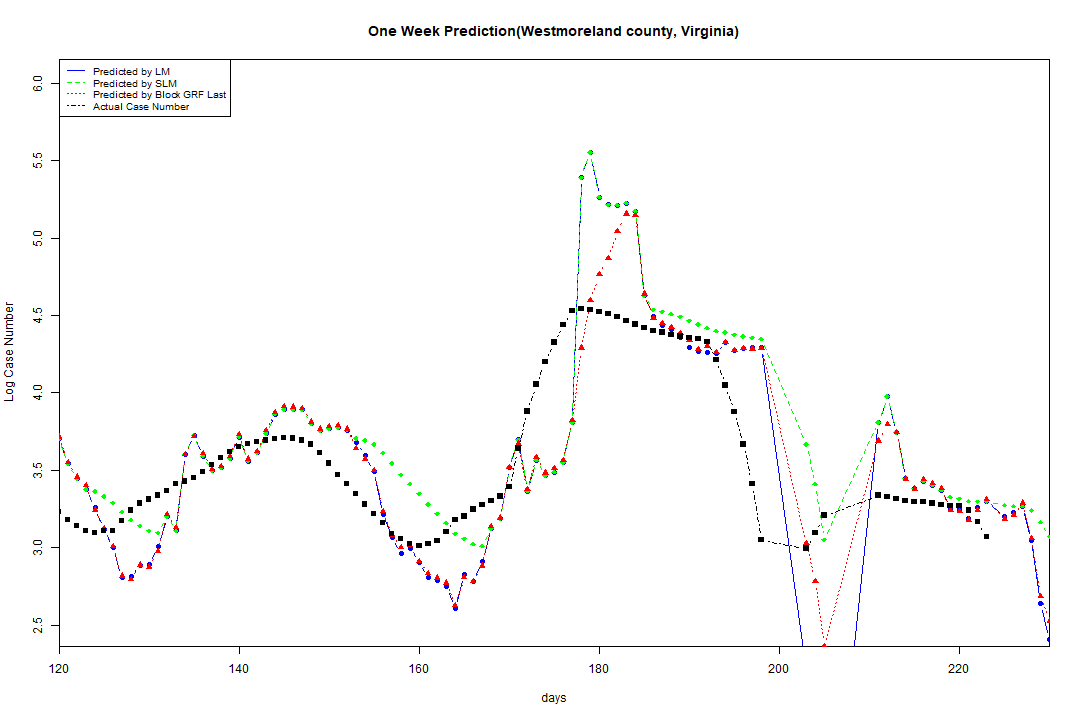 One Week Prediction(Westmoreland county, Virginia)
Predicted by LM
Predicted by SLM
Predicted by Block GRF Last
Actual Case Number
Log Case Number
6.0
5.5
5.0
4.5
4.0
3.5
3.0
2.5
120 140 160 180 200 220
days